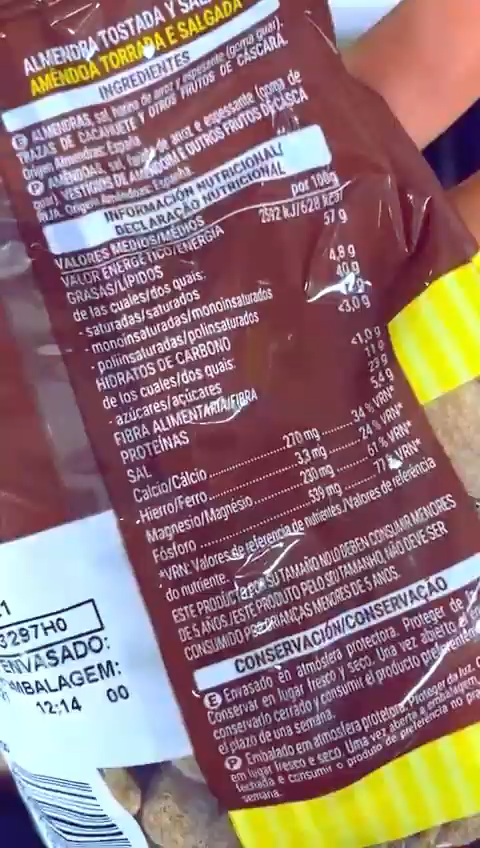 ALMENDRA TOSTADA Y
AMÊNDOA TORRADA E SALGADA
INGREDIENTES
E ALMENDRAS, sal, harina de arroz y espesante (goma guar).
TRAZAS DE CACAHUETE Y OTROS FRUTOS DE CÁSCARA.
Origen Almendras: España
P AMÊNDOAS, sal, de arroz e espessante (goma de
guar). VESTÍGIOS DE E OUTROS FRUTOS DE CASCA
Origem Amêndoas: Espanha.
INFORMACIÓN NUTRICIONAL/
DECLARAÇÃO NUTRICIONAL
VALORES MEDIOS/MÉDIOS por 100g
VALOR ENERGÉTICO/ENERGIA 2592 kJ/628 kcal
GRASAS/LÍPIDOS 57 g
de las cuales/dos quais:
- saturadas/saturados 4,8 g
- monoinsaturadas/monoinsaturados 40 g
- poliinsaturadas/polinsaturados
HIDRATOS DE CARBONO <3,0 g
de los cuales/dos quais:
- azúcares/açúcares <1,0 g
FIBRA ALIMENTARIA/FIBRA 11 g
PROTEÍNAS 29 g
SAL
Calcio/Cálcio 270 mg 34 % VRN*
Hierro/Ferro 3,3 mg 24 % VRN*
Magnesio/Magnésio 230 mg 61 % VRN*
Fósforo 539 mg 77 % VRN*
*VRN: Valores de referencia de nutrientes./Valores de referência
do nutriente.
ESTE PRODUCTO POR SU TAMAÑO NO LO DEBEN CONSUMIR MENORES
DE 5 AÑOS./ESTE PRODUTO PELO SEU TAMANHO, NÃO DEVE SER
CONSUMIDO POR CRIANÇAS MENORES DE 5 ANOS.
CONSERVACIÓN/CONSERVAÇÃO
E Envasado en atmósfera protectora. Proteger de la
Conservar en lugar fresco y seco. Una vez abierto el
conservarlo cerrado y consumir el producto preferentemente
el plazo de una semana.
P Embalado em atmosfera protetora. Proteger da luz.
em lugar fresco e seco. Uma vez aberta a embalagem,
fechada e consumir o produto de preferência no
semana.
3297H0
ENVASADO:
EMBALAGEM:
12:14 00